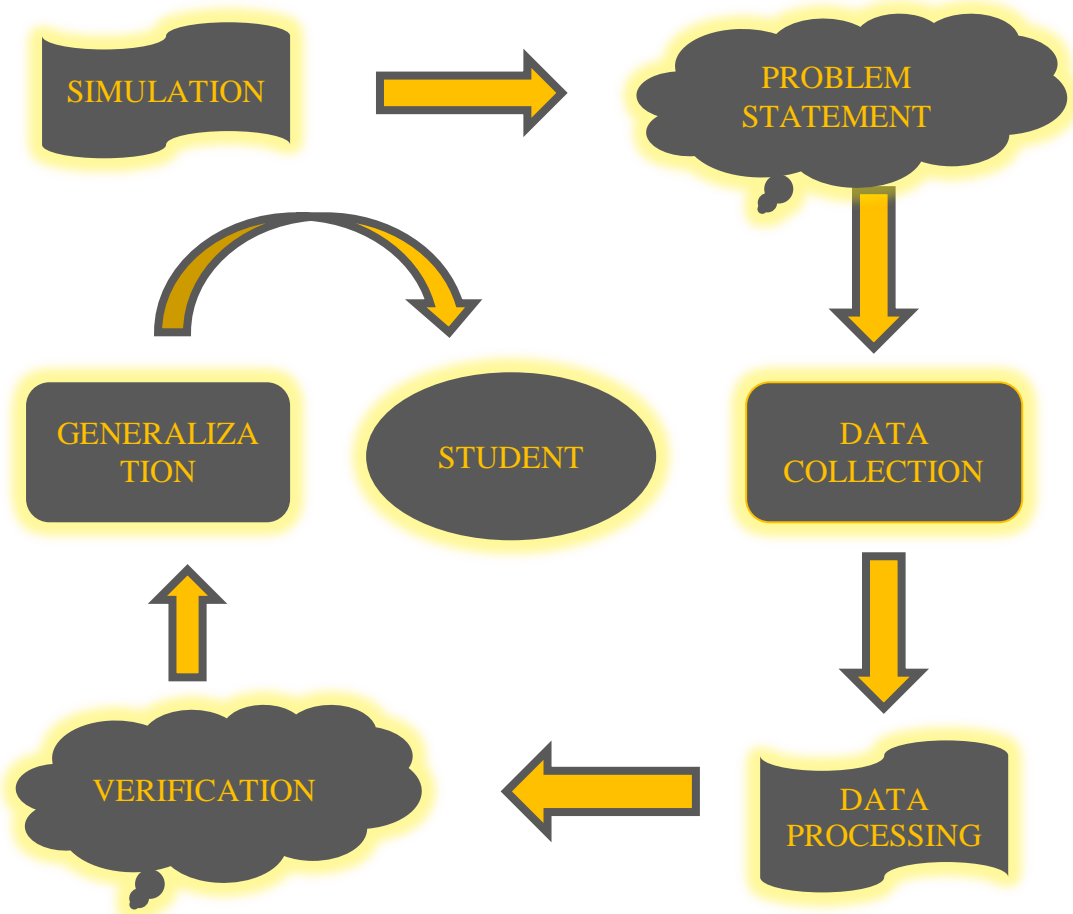 SIMULATION
PROBLEM
STATEMENT
GENERALIZA
TION
STUDENT
DATA
COLLECTION
VERIFICATION
DATA
PROCESSING